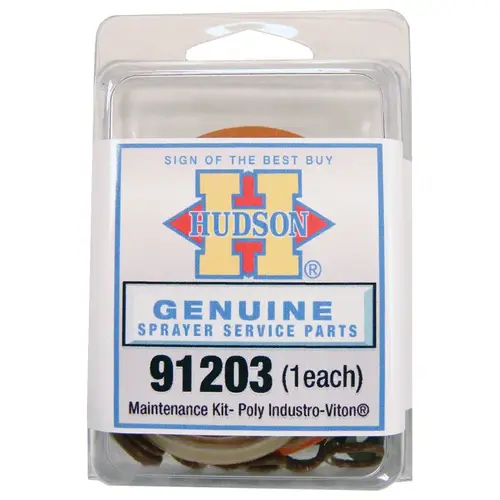 SIGN OF THE BEST BUY
HUDSON
®
GENUINE
SPRAYER SERVICE PARTS
91203 (1each)
Maintenance Kit- Poly Industro-Viton®